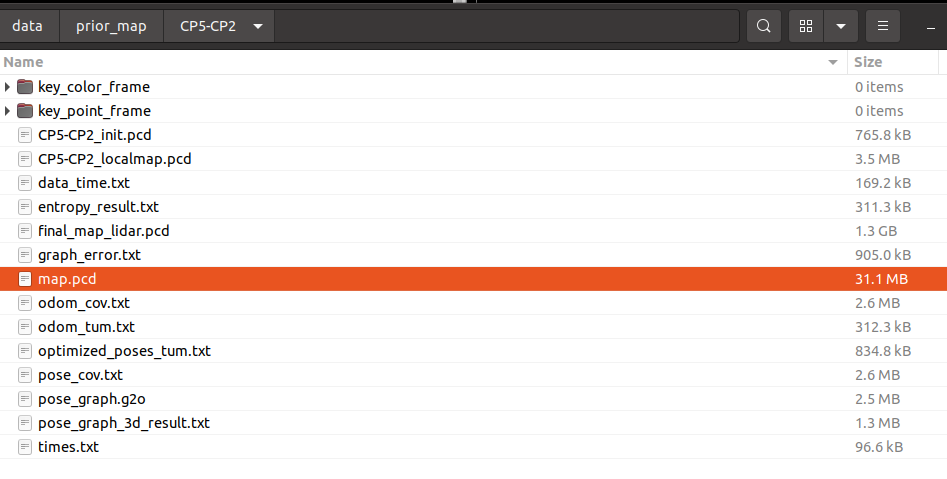 data prior_map CP5-CP2
Name Size
key_color_frame 0 items
key_point_frame 0 items
CP5-CP2_init.pcd 765.8 kB
CP5-CP2_localmap.pcd 3.5 MB
data_time.txt 169.2 kB
entropy_result.txt 311.3 kB
final_map_lidar.pcd 1.3 GB
graph_error.txt 905.0 kB
map.pcd 31.1 MB
odom_cov.txt 2.6 MB
odom_tum.txt 312.3 kB
optimized_poses_tum.txt 834.8 kB
pose_cov.txt 2.6 MB
pose_graph.g2o 2.5 MB
pose_graph_3d_result.txt 1.3 MB
times.txt 96.6 kB